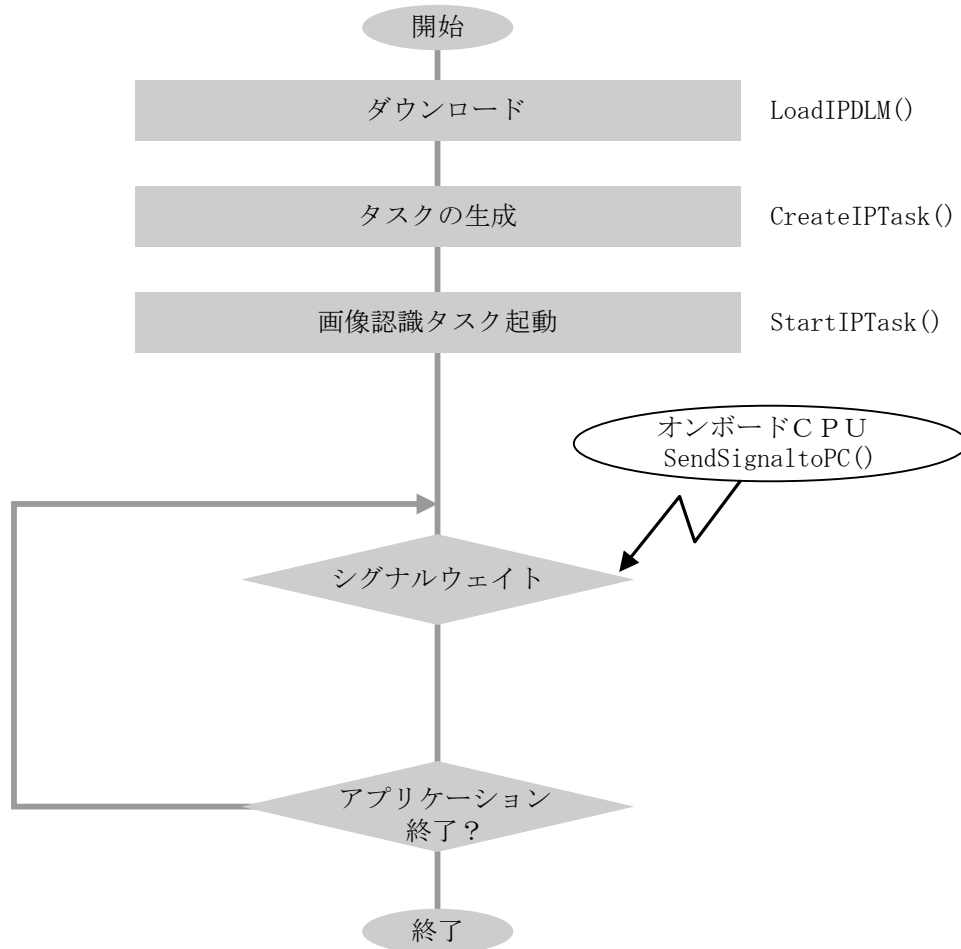 開始
ダウンロード
LoadIPDLM()
タスクの生成
CreateIPTask()
画像認識タスク起動
StartIPTask()
オンボードCPU
SendSignaltoPC()
シグナルウェイト
アプリケーション
終了?
終了